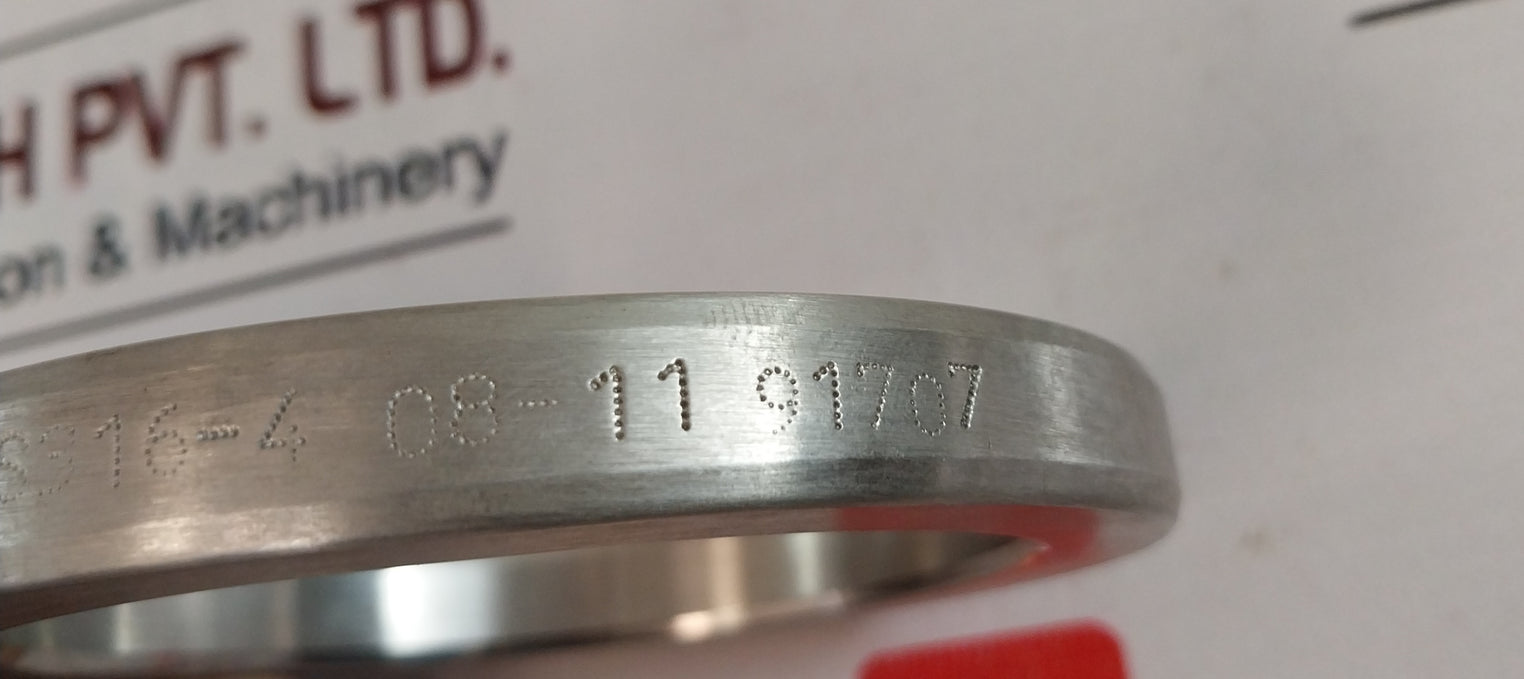 H PVT. LTD.
on & Machinery
S316-4 08-11 91707